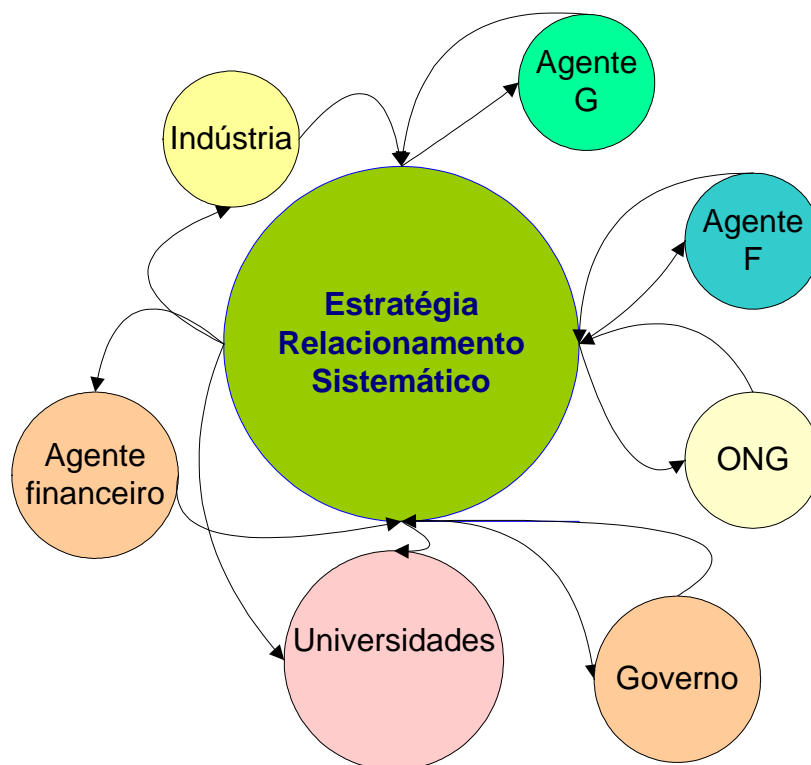 Agente
G
Indústria
Agente
F
Estratégia
Relacionamento
Sistemático
Agente
financeiro
ONG
Universidades
Governo